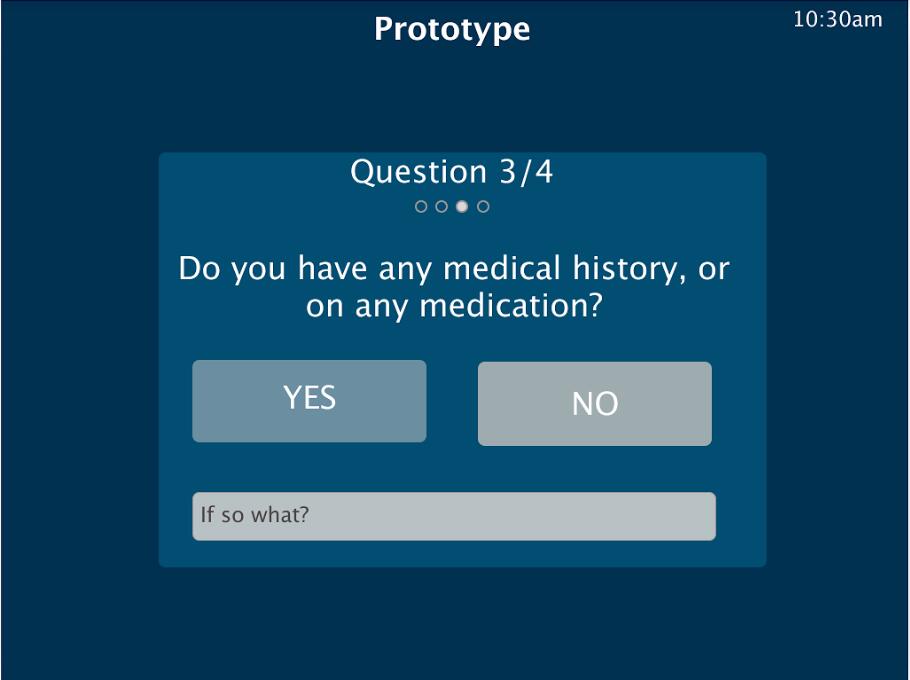 Prototype
10:30am
Question 3/4
Do you have any medical history, or
on any medication?
YES
NO
If so what?